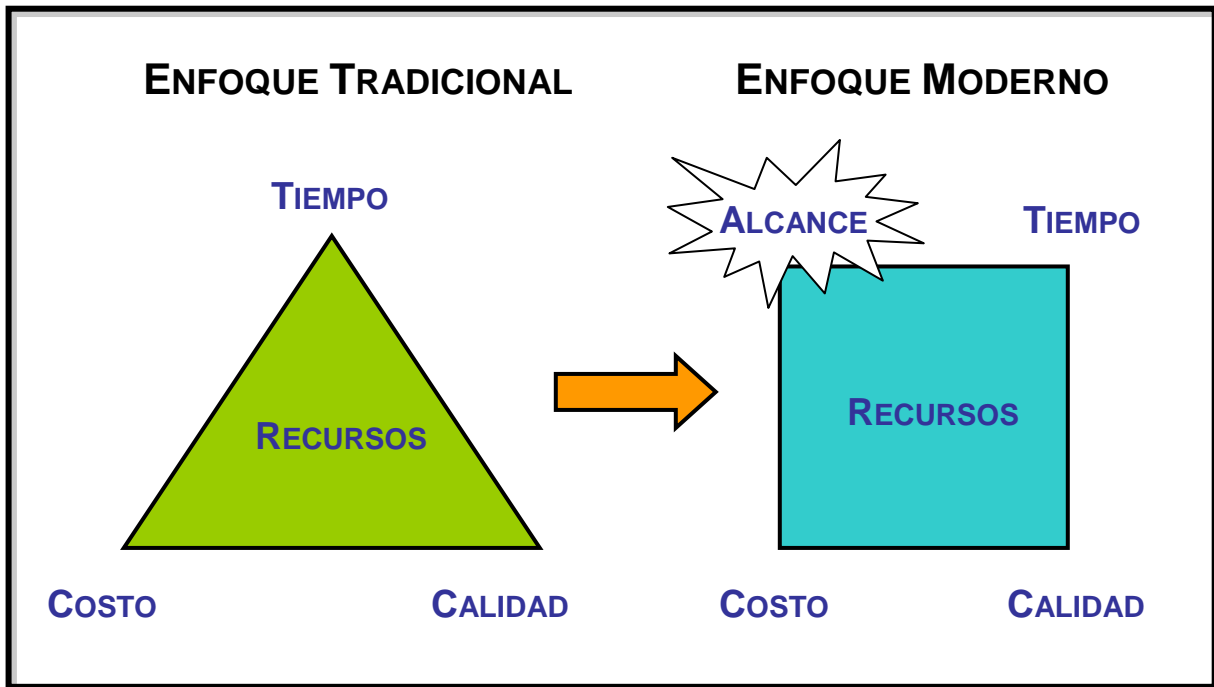 ENFOQUE TRADICIONAL
ENFOQUE MODERNO
TIEMPO
RECURSOS
COSTO
CALIDAD
ALCANCE
TIEMPO
RECURSOS
COSTO
CALIDAD